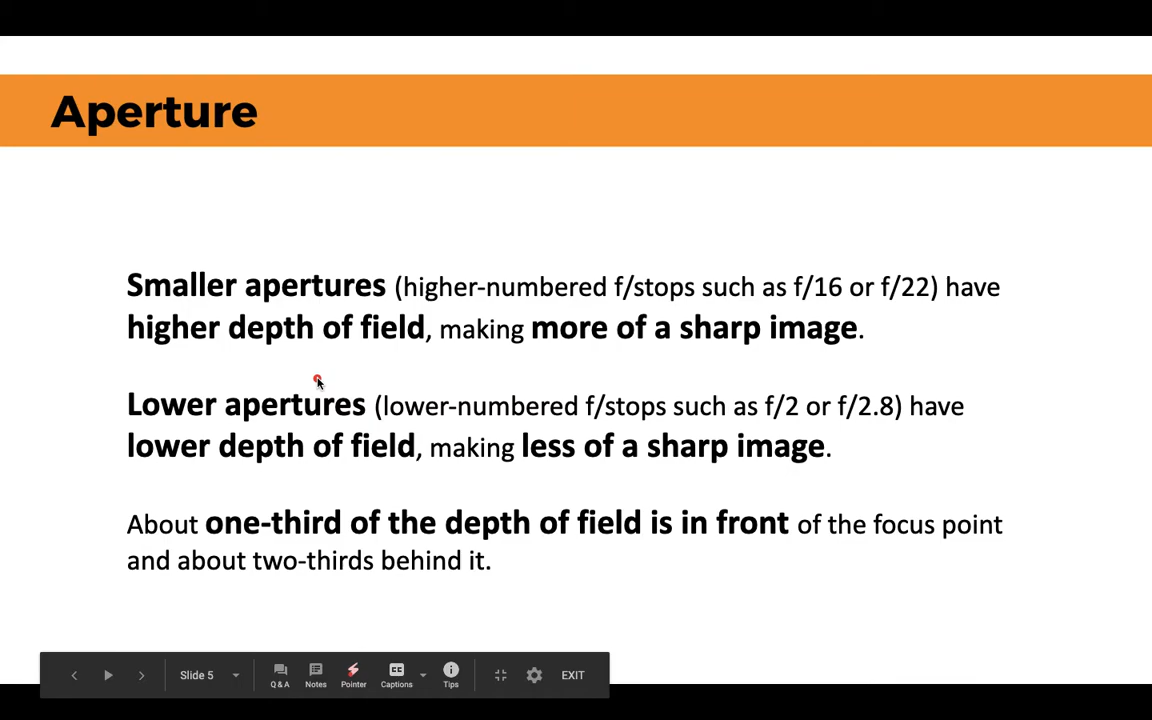 Aperture
Smaller apertures (higher-numbered f/stops such as f/16 or f/22) have
higher depth of field, making more of a sharp image.
Lower apertures (lower-numbered f/stops such as f/2 or f/2.8) have
lower depth of field, making less of a sharp image.
About one-third of the depth of field is in front of the focus point
and about two-thirds behind it.
Slide 5
Q & A
Notes
Pointer
CC
Captions
Tips
EXIT